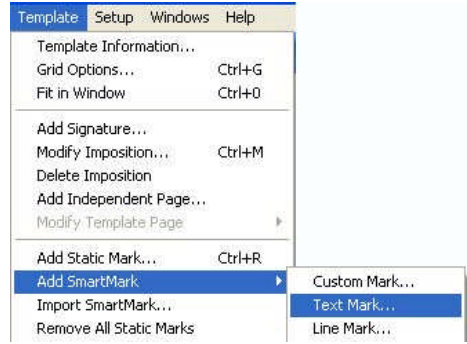 Template Setup Windows Help
Template Information...
Grid Options... Ctrl+G
Fit in Window Ctrl+0
Add Signature...
Modify Imposition... Ctrl+M
Delete Imposition
Add Independent Page...
Modify Template Page
Add Static Mark... Ctrl+R
Add SmartMark
Custom Mark...
Import SmartMark...
Text Mark...
Remove All Static Marks
Line Mark...